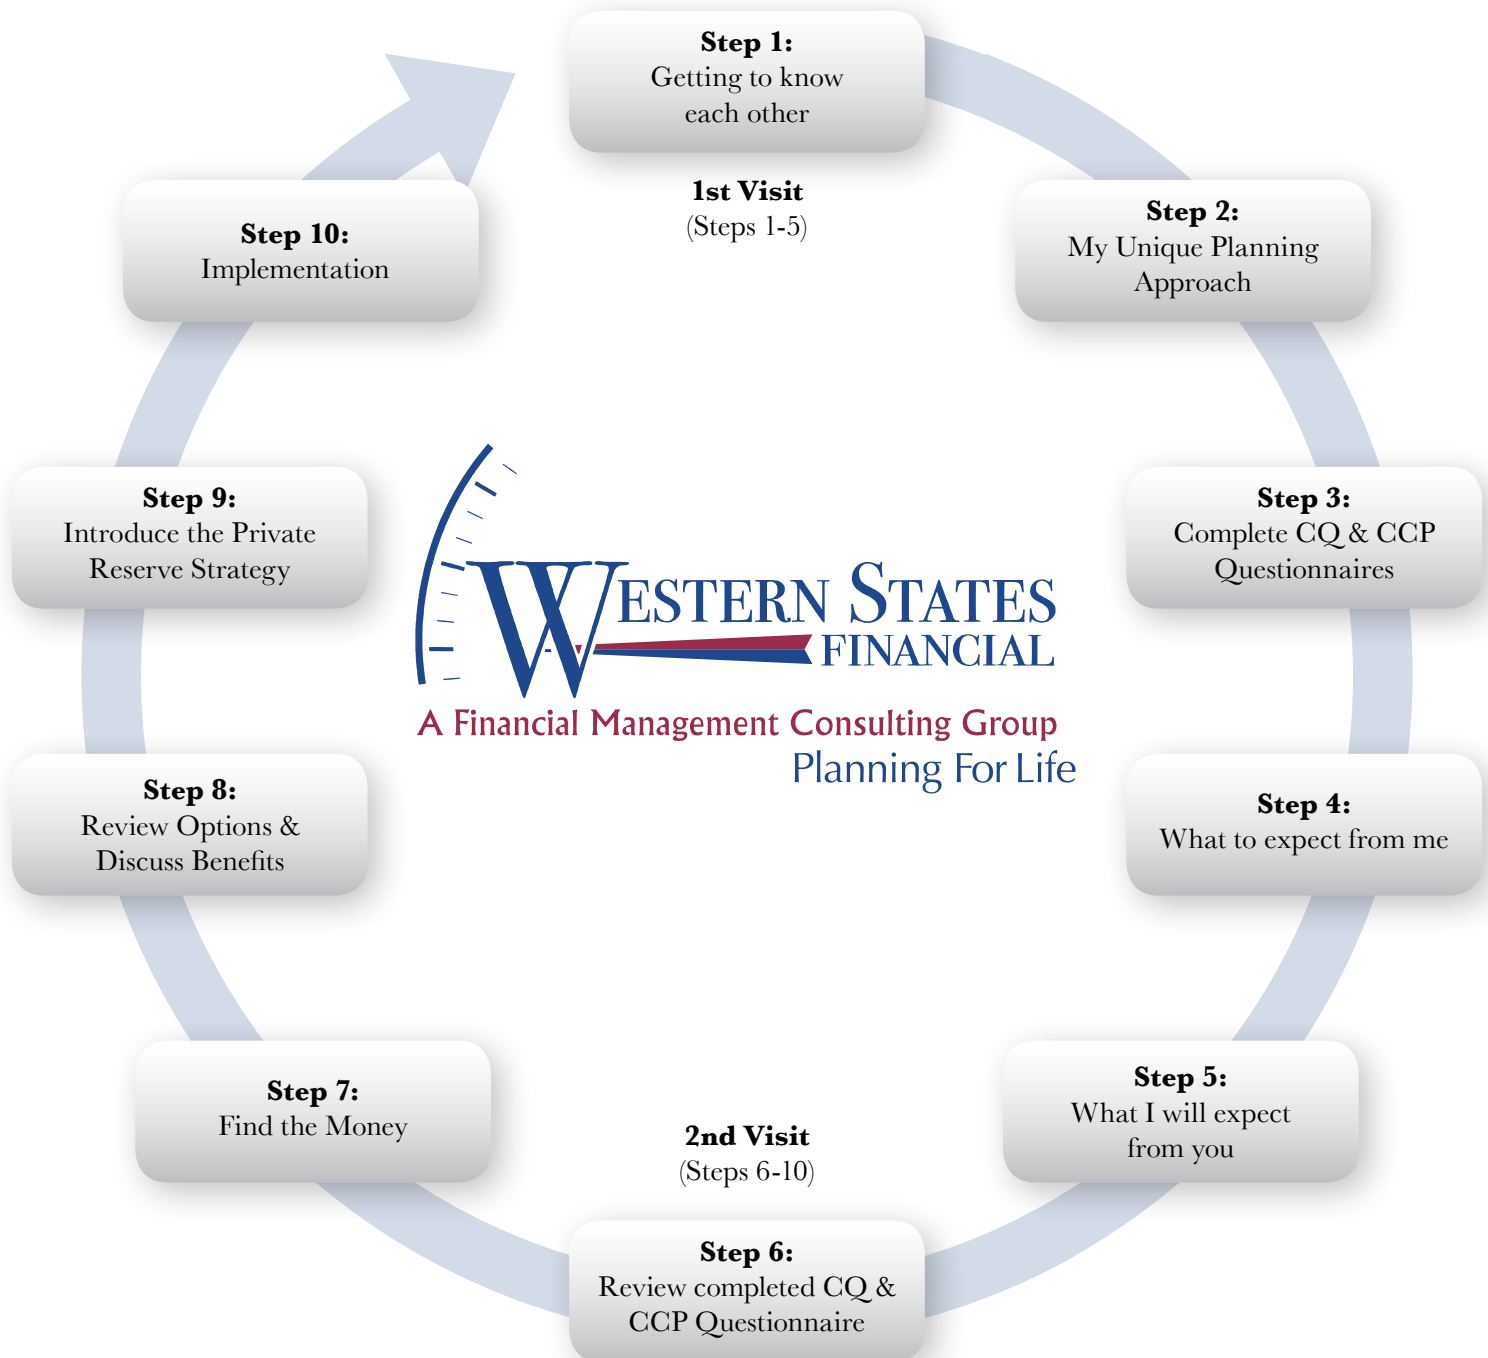 Step 1:
Getting to know
each other
1st Visit
(Steps 1-5)
Step 2:
My Unique Planning
Approach
Step 3:
Complete CQ & CCP
Questionnaires
Step 4:
What to expect from me
Step 5:
What I will expect
from you
2nd Visit
(Steps 6-10)
Step 6:
Review completed CQ &
CCP Questionnaire
Step 7:
Find the Money
Step 8:
Review Options &
Discuss Benefits
Step 9:
Introduce the Private
Reserve Strategy
Step 10:
Implementation
WESTERN STATES
FINANCIAL
A Financial Management Consulting Group
Planning For Life